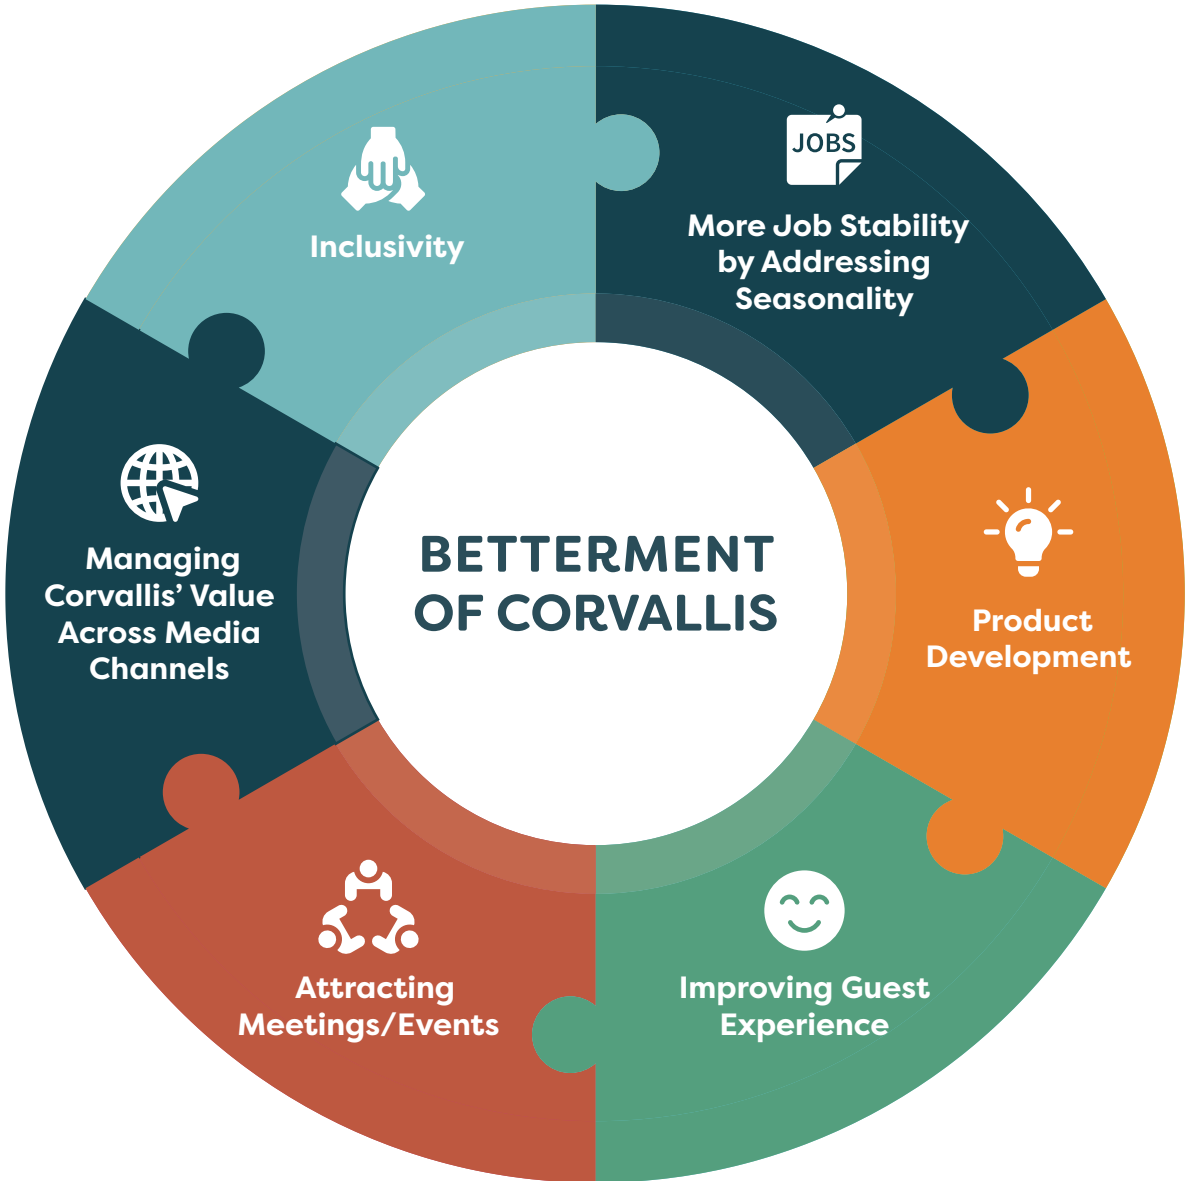 JOBS
More Job Stability
by Addressing
Seasonality
Product
Development
Improving Guest
Experience
Attracting
Meetings/Events
Managing
Corvallis’ Value
Across Media
Channels
Inclusivity
BETTERMENT
OF CORVALLIS